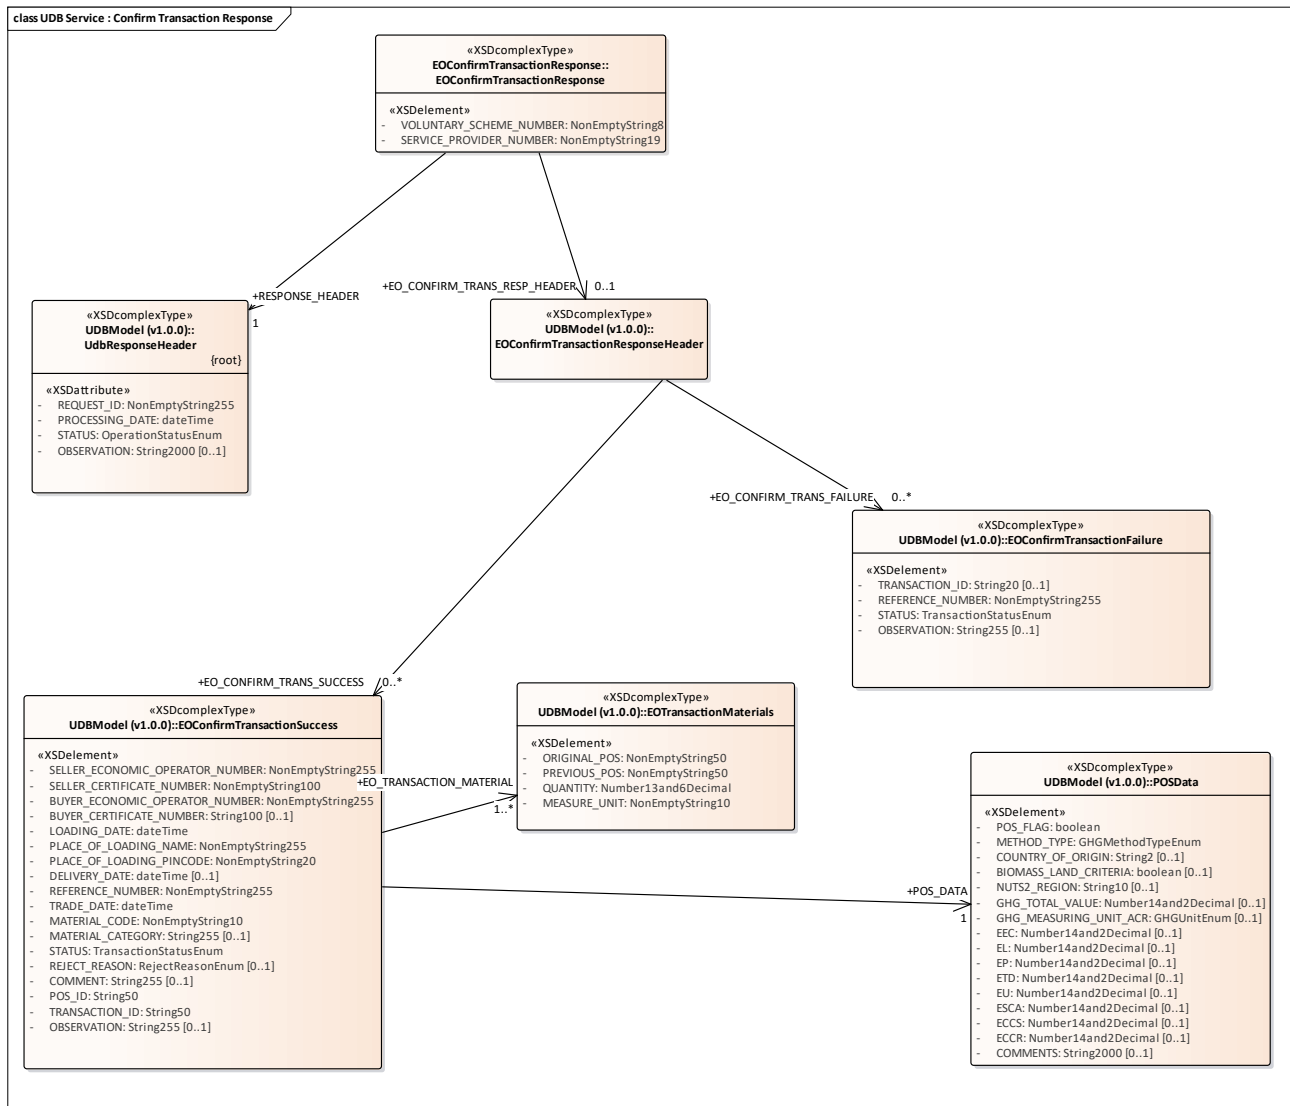 class UDB Service : Confirm Transaction Response
«XSDcomplexType»
EOConfirmTransactionResponse::
EOConfirmTransactionResponse
«XSDelement»
- VOLUNTARY_SCHEME_NUMBER: NonEmptyString8
- SERVICE_PROVIDER_NUMBER: NonEmptyString19
+RESPONSE_HEADER
1
+EO_CONFIRM_TRANS_RESP_HEADER
0..1
«XSDcomplexType»
UDBModel (v1.0.0)::
UdbResponseHeader
{root}
«XSDattribute»
- REQUEST_ID: NonEmptyString255
- PROCESSING_DATE: dateTime
- STATUS: OperationStatusEnum
- OBSERVATION: String2000 [0..1]
«XSDcomplexType»
UDBModel (v1.0.0)::
EOConfirmTransactionResponseHeader
+EO_CONFIRM_TRANS_FAILURE
0..*
«XSDcomplexType»
UDBModel (v1.0.0)::EOConfirmTransactionFailure
«XSDelement»
- TRANSACTION_ID: String20 [0..1]
- REFERENCE_NUMBER: NonEmptyString255
- STATUS: TransactionStatusEnum
- OBSERVATION: String255 [0..1]
+EO_CONFIRM_TRANS_SUCCESS
0..*
«XSDcomplexType»
UDBModel (v1.0.0)::EOConfirmTransactionSuccess
«XSDelement»
- SELLER_ECONOMIC_OPERATOR_NUMBER: NonEmptyString255
- SELLER_CERTIFICATE_NUMBER: NonEmptyString100
- BUYER_ECONOMIC_OPERATOR_NUMBER: NonEmptyString255
- BUYER_CERTIFICATE_NUMBER: String100 [0..1]
- LOADING_DATE: dateTime
- PLACE_OF_LOADING_NAME: NonEmptyString255
- PLACE_OF_LOADING_PINCODE: NonEmptyString20
- DELIVERY_DATE: dateTime [0..1]
- REFERENCE_NUMBER: NonEmptyString255
- TRADE_DATE: dateTime
- MATERIAL_CODE: NonEmptyString10
- MATERIAL_CATEGORY: String255 [0..1]
- STATUS: TransactionStatusEnum
- REJECT_REASON: RejectReasonEnum [0..1]
- COMMENT: String255 [0..1]
- POS_ID: String50
- TRANSACTION_ID: String50
- OBSERVATION: String255 [0..1]
+EO_TRANSACTION_MATERIAL
1..*
«XSDcomplexType»
UDBModel (v1.0.0)::EOTransactionMaterials
«XSDelement»
- ORIGINAL_POS: NonEmptyString50
- PREVIOUS_POS: NonEmptyString50
- QUANTITY: Number13and6Decimal
- MEASURE_UNIT: NonEmptyString10
+POS_DATA
1
«XSDcomplexType»
UDBModel (v1.0.0)::POSData
«XSDelement»
- POS_FLAG: boolean
- METHOD_TYPE: GHGMethodTypeEnum
- COUNTRY_OF_ORIGIN: String2 [0..1]
- BIOMASS_LAND_CRITERIA: boolean [0..1]
- NUTS2_REGION: String10 [0..1]
- GHG_TOTAL_VALUE: Number14and2Decimal [0..1]
- GHG_MEASURING_UNIT_ACR: GHGUnitEnum [0..1]
- EEC: Number14and2Decimal [0..1]
- EL: Number14and2Decimal [0..1]
- EP: Number14and2Decimal [0..1]
- ETD: Number14and2Decimal [0..1]
- EU: Number14and2Decimal [0..1]
- ESCA: Number14and2Decimal [0..1]
- ECCS: Number14and2Decimal [0..1]
- ECCR: Number14and2Decimal [0..1]
- COMMENTS: String2000 [0..1]